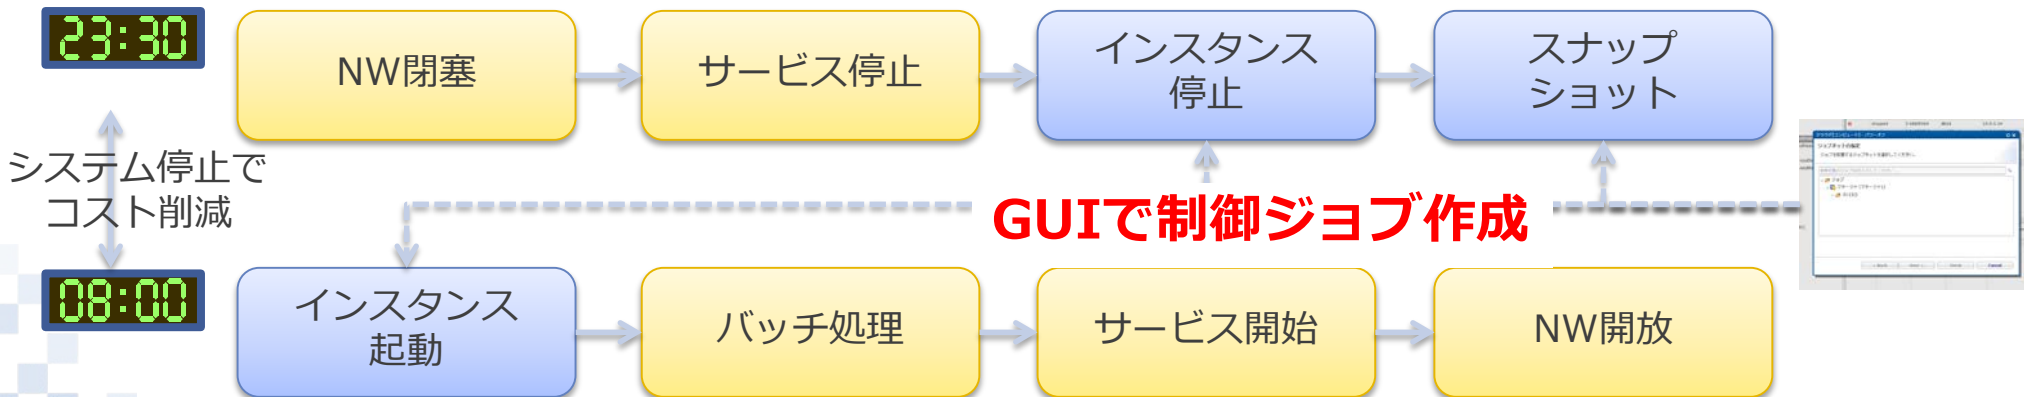 23:30
NW閉塞
サービス停止
インスタンス
停止
スナップ
ショット
システム停止で
コスト削減
GUIで制御ジョブ作成
08:00
インスタンス
起動
バッチ処理
サービス開始
NW開放